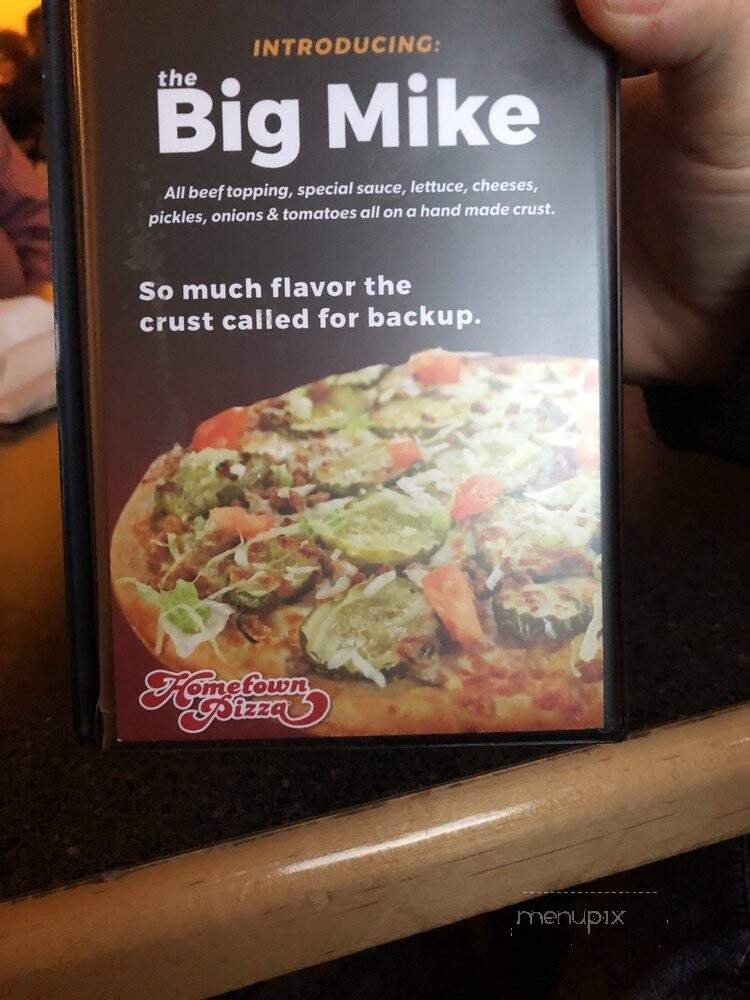 INTRODUCING:
the
Big Mike
All beef topping, special sauce, lettuce, cheeses,
pickles, onions & tomatoes all on a hand made crust.
So much flavor the
crust called for backup.
Hometown
Pizza
menupix